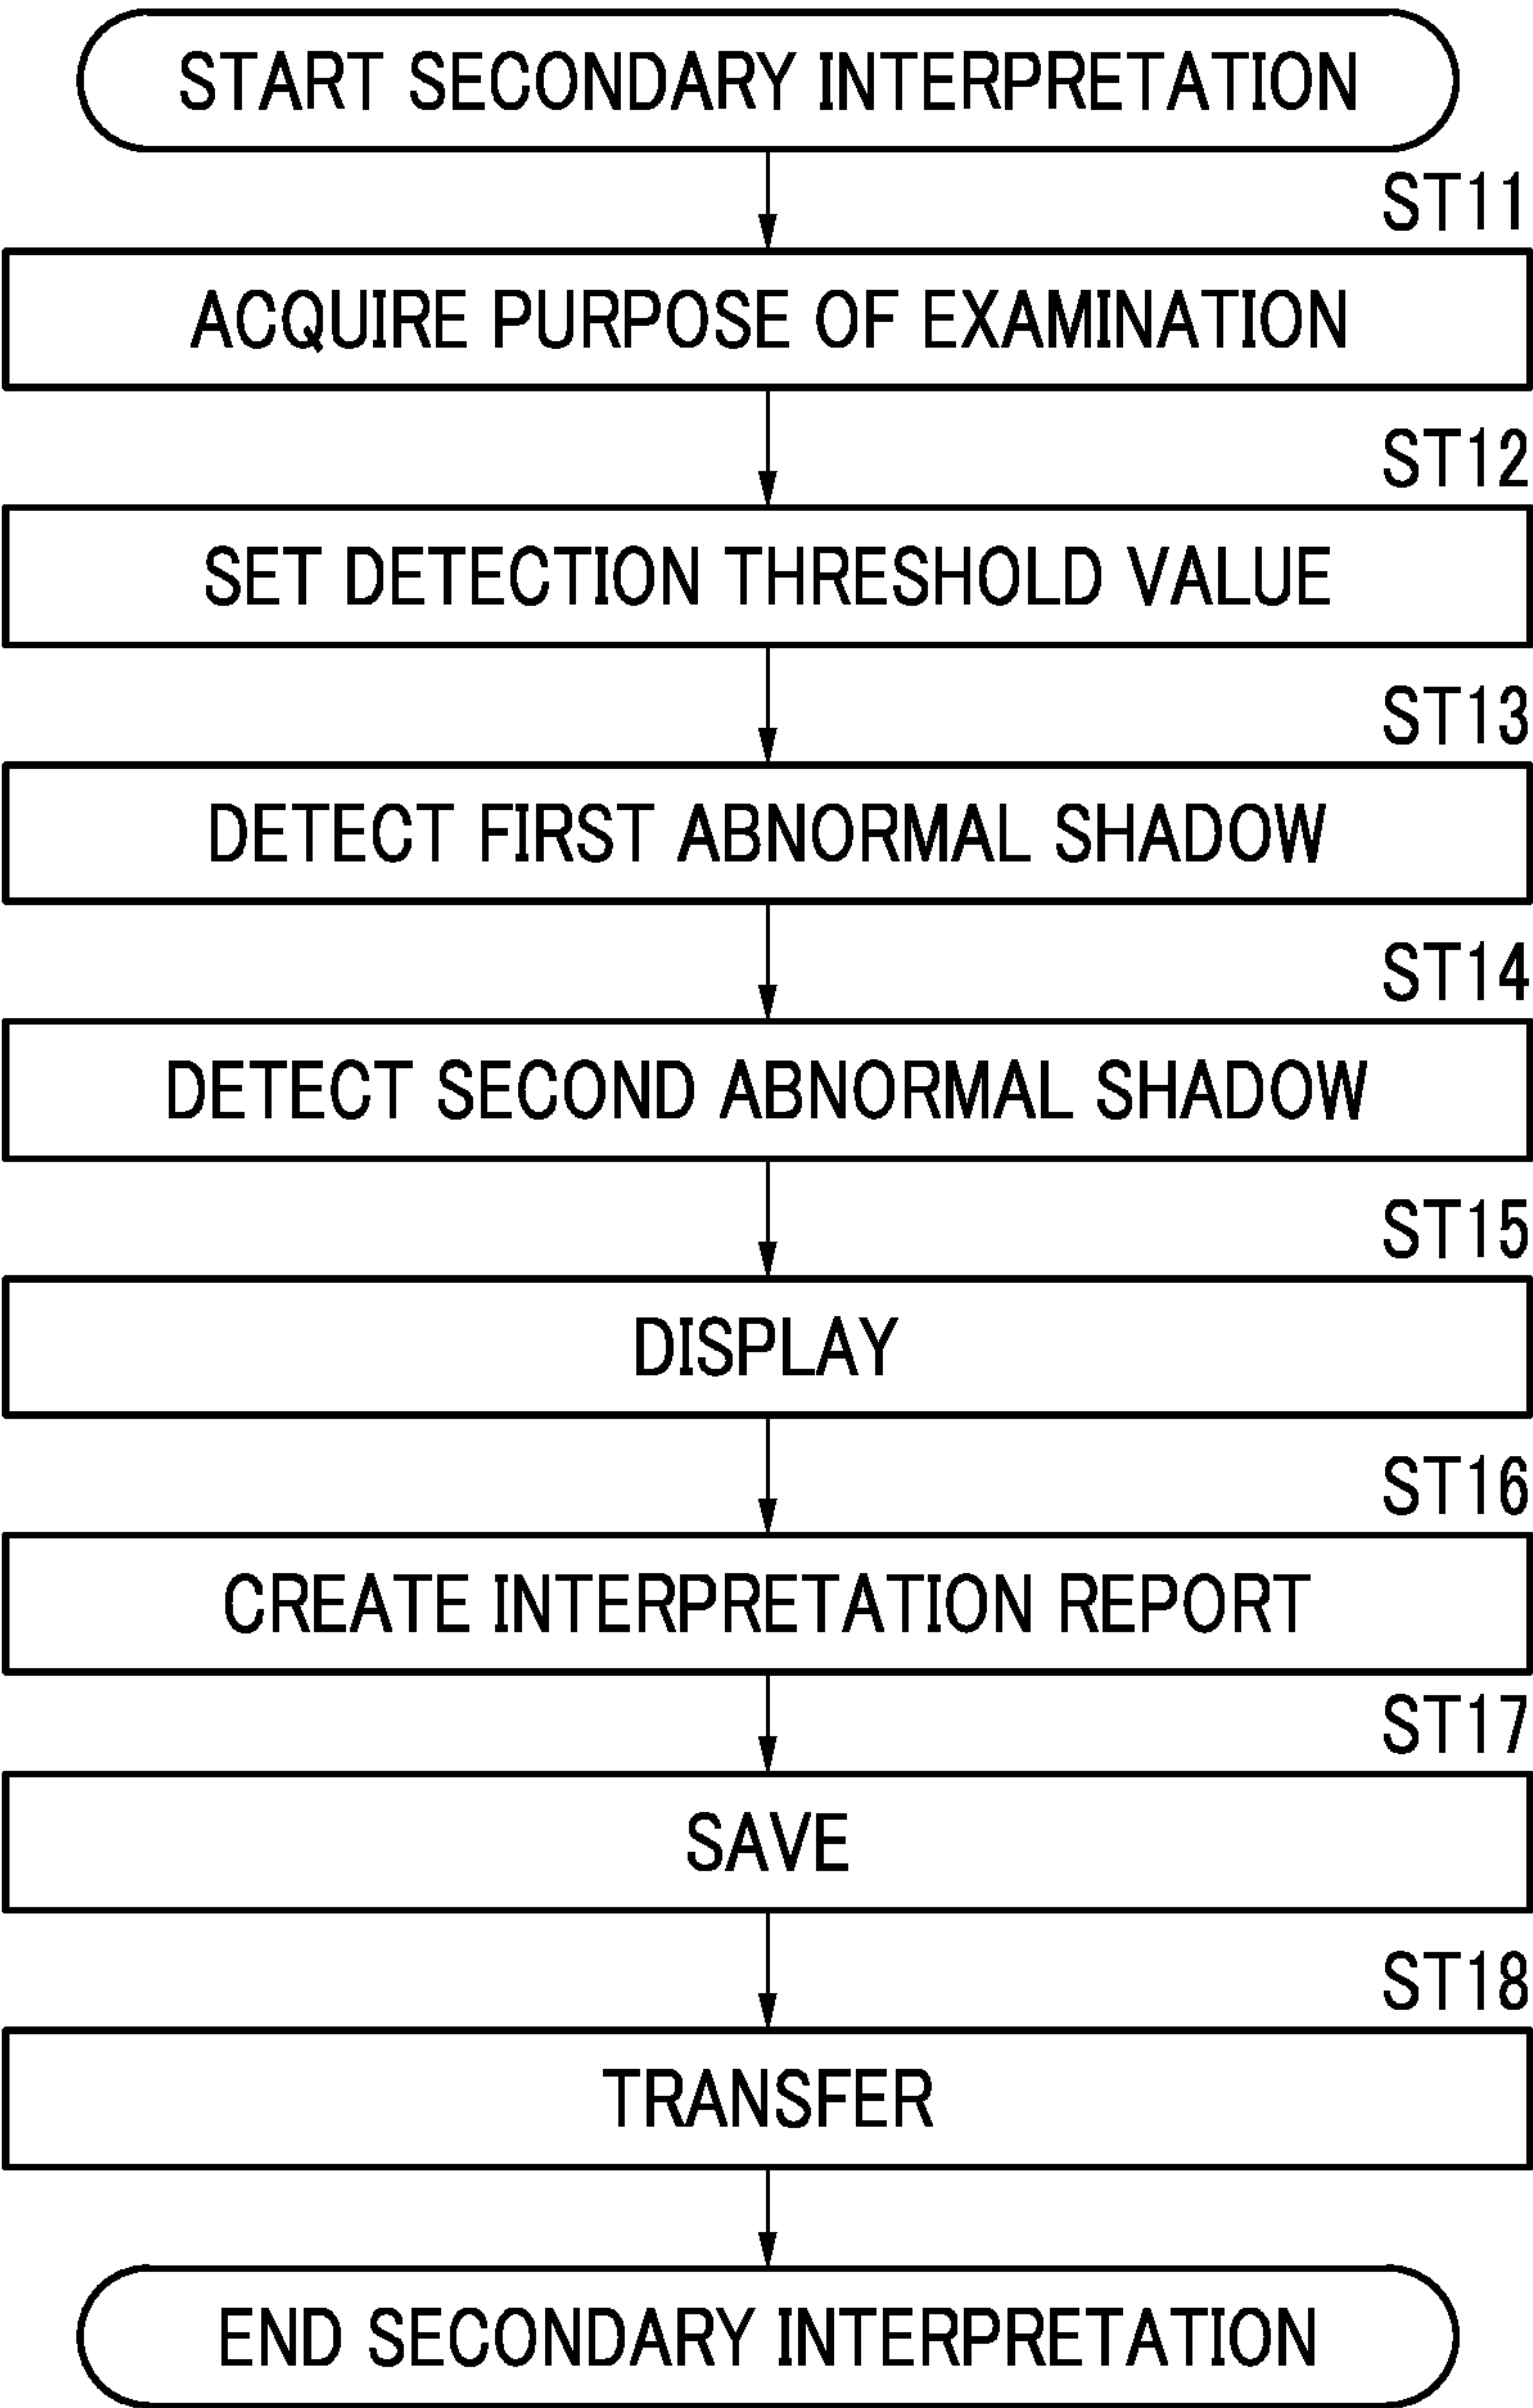 START SECONDARY INTERPRETATION
ST11
ACQUIRE PURPOSE OF EXAMINATION
ST12
SET DETECTION THRESHOLD VALUE
ST13
DETECT FIRST ABNORMAL SHADOW
ST14
DETECT SECOND ABNORMAL SHADOW
ST15
DISPLAY
ST16
CREATE INTERPRETATION REPORT
ST17
SAVE
ST18
TRANSFER
END SECONDARY INTERPRETATION